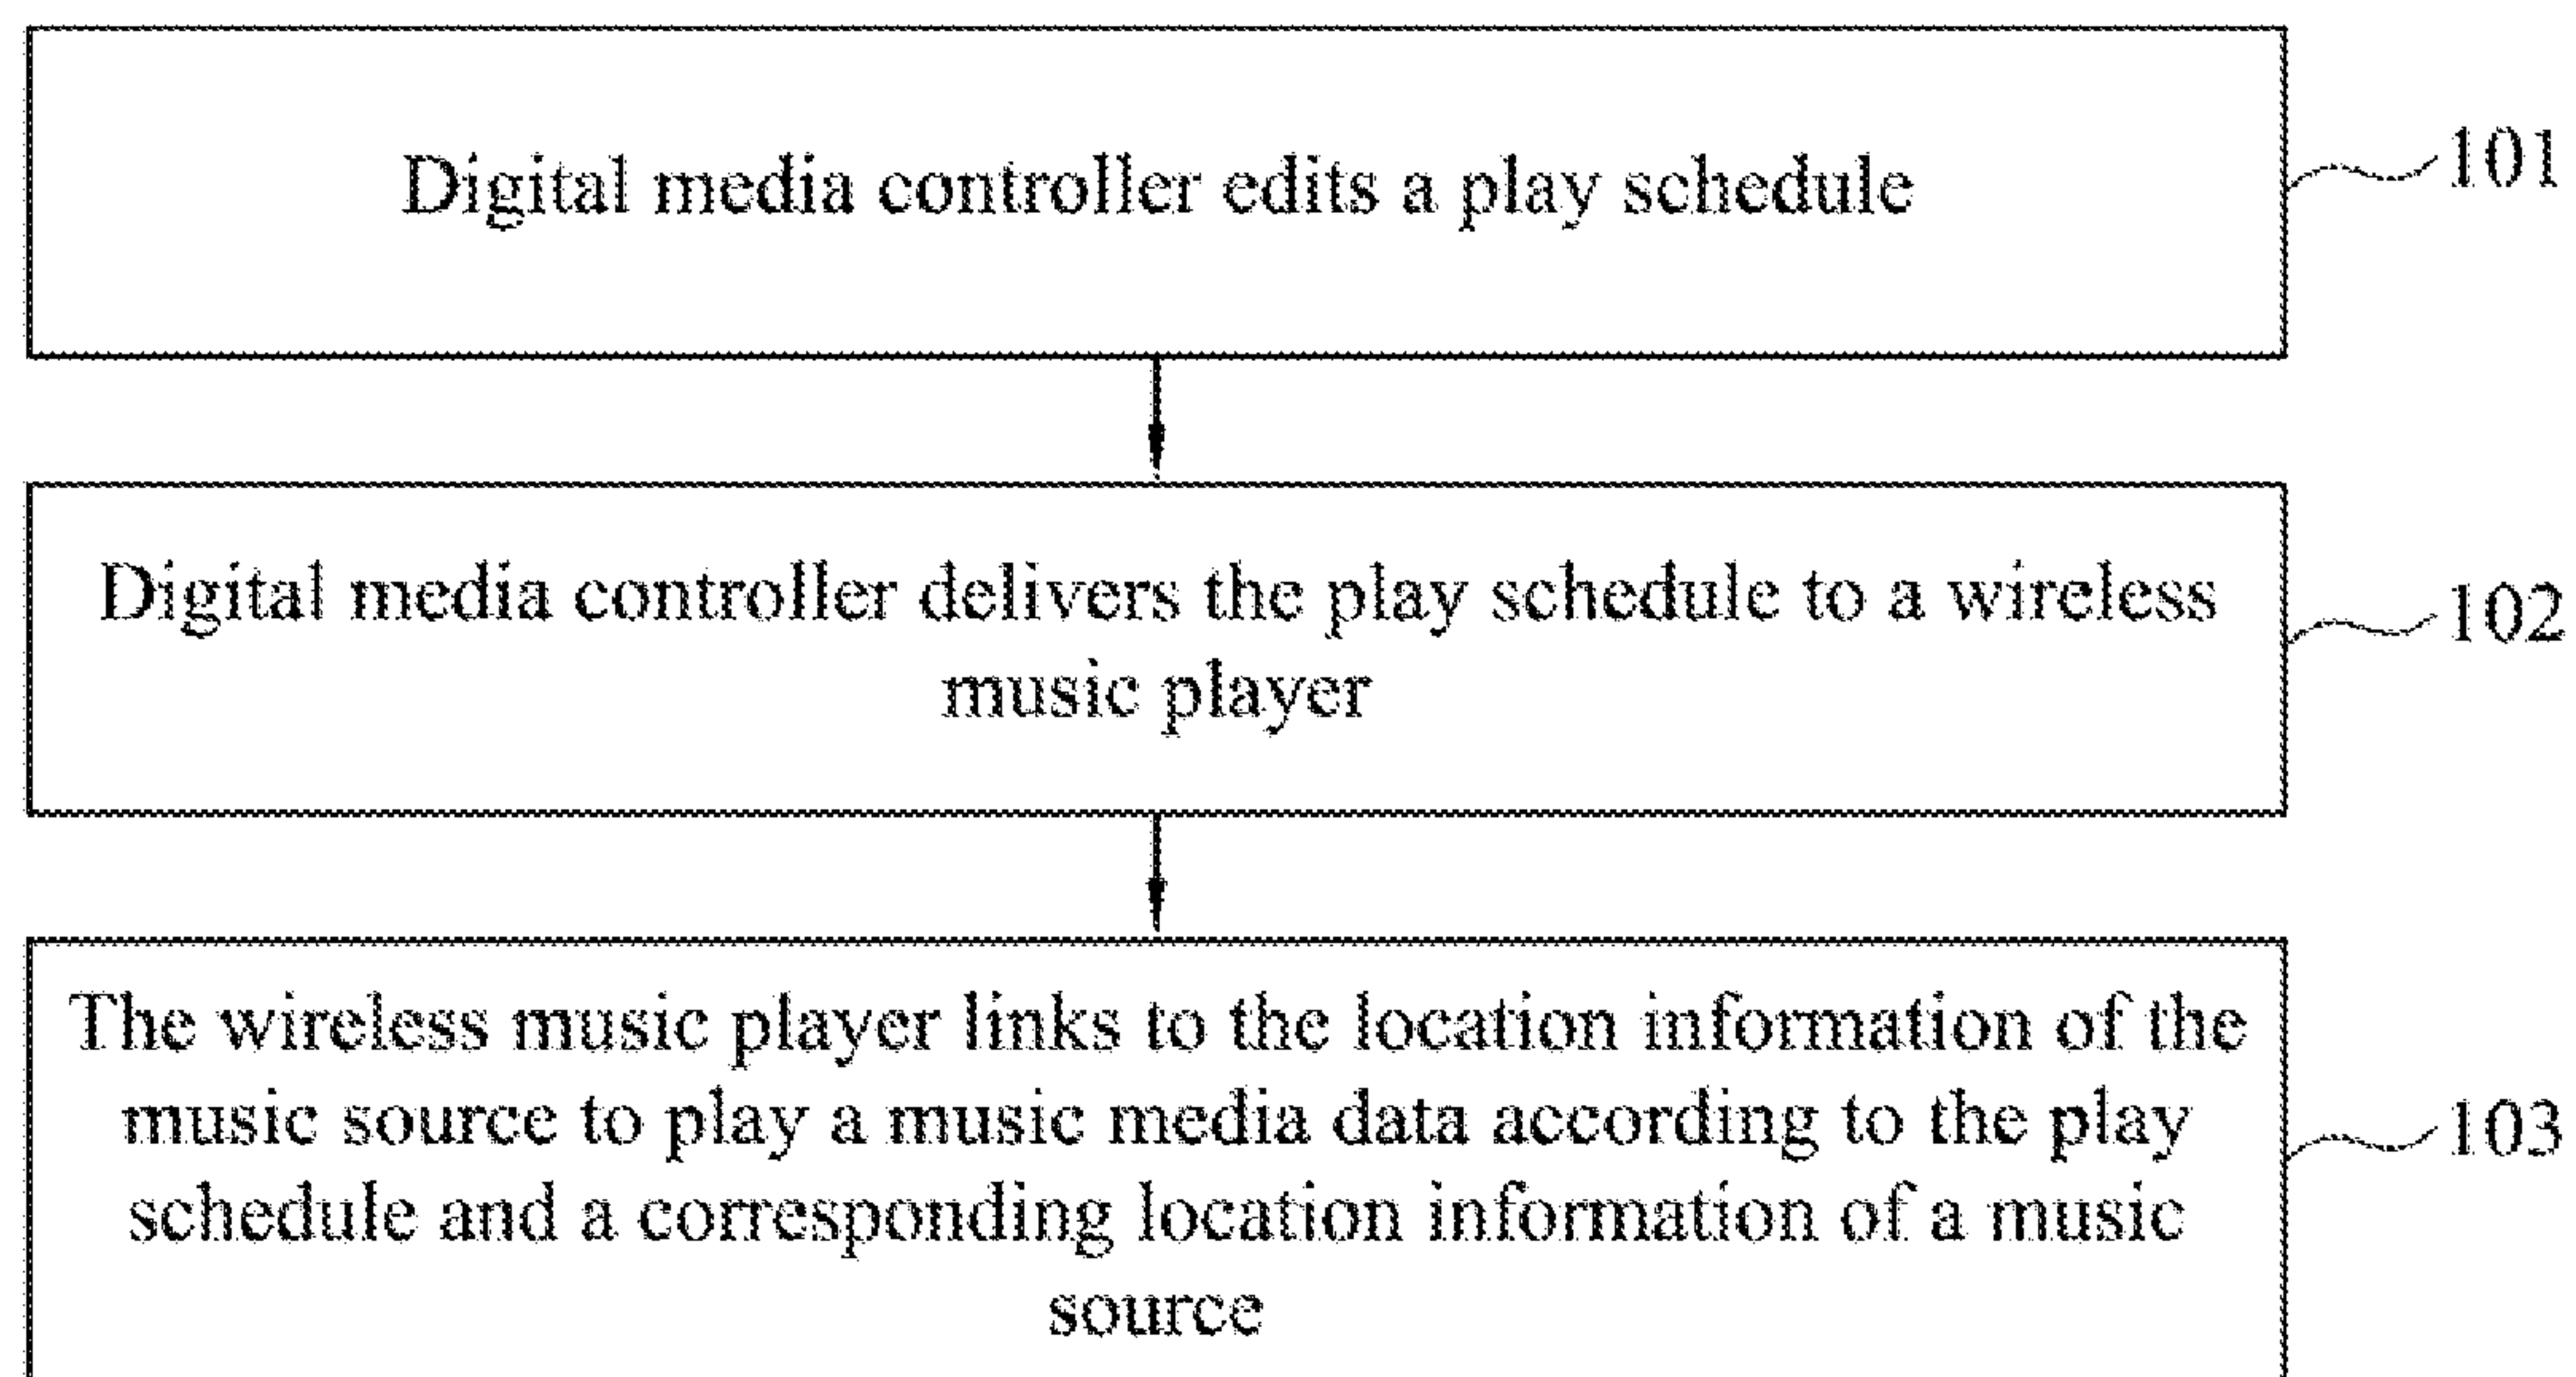 Digital media controller edits a play schedule
101
Digital media controller delivers the play schedule to a wireless
music player
102
The wireless music player links to the location information of the
music source to play a music media data according to the play
schedule and a corresponding location information of a music
source
103